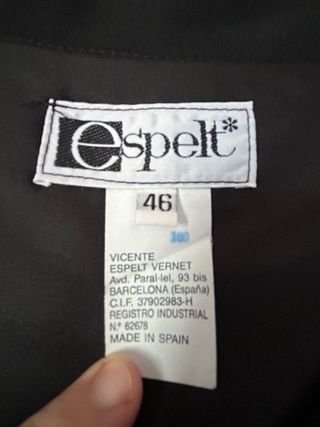 espelt*
46
100
VICENTE
ESPELT VERNET
Avd. Paral-lel, 93 bis
BARCELONA (España)
C.I.F. 37902983-H
REGISTRO INDUSTRIAL
N.º 62678
MADE IN SPAIN